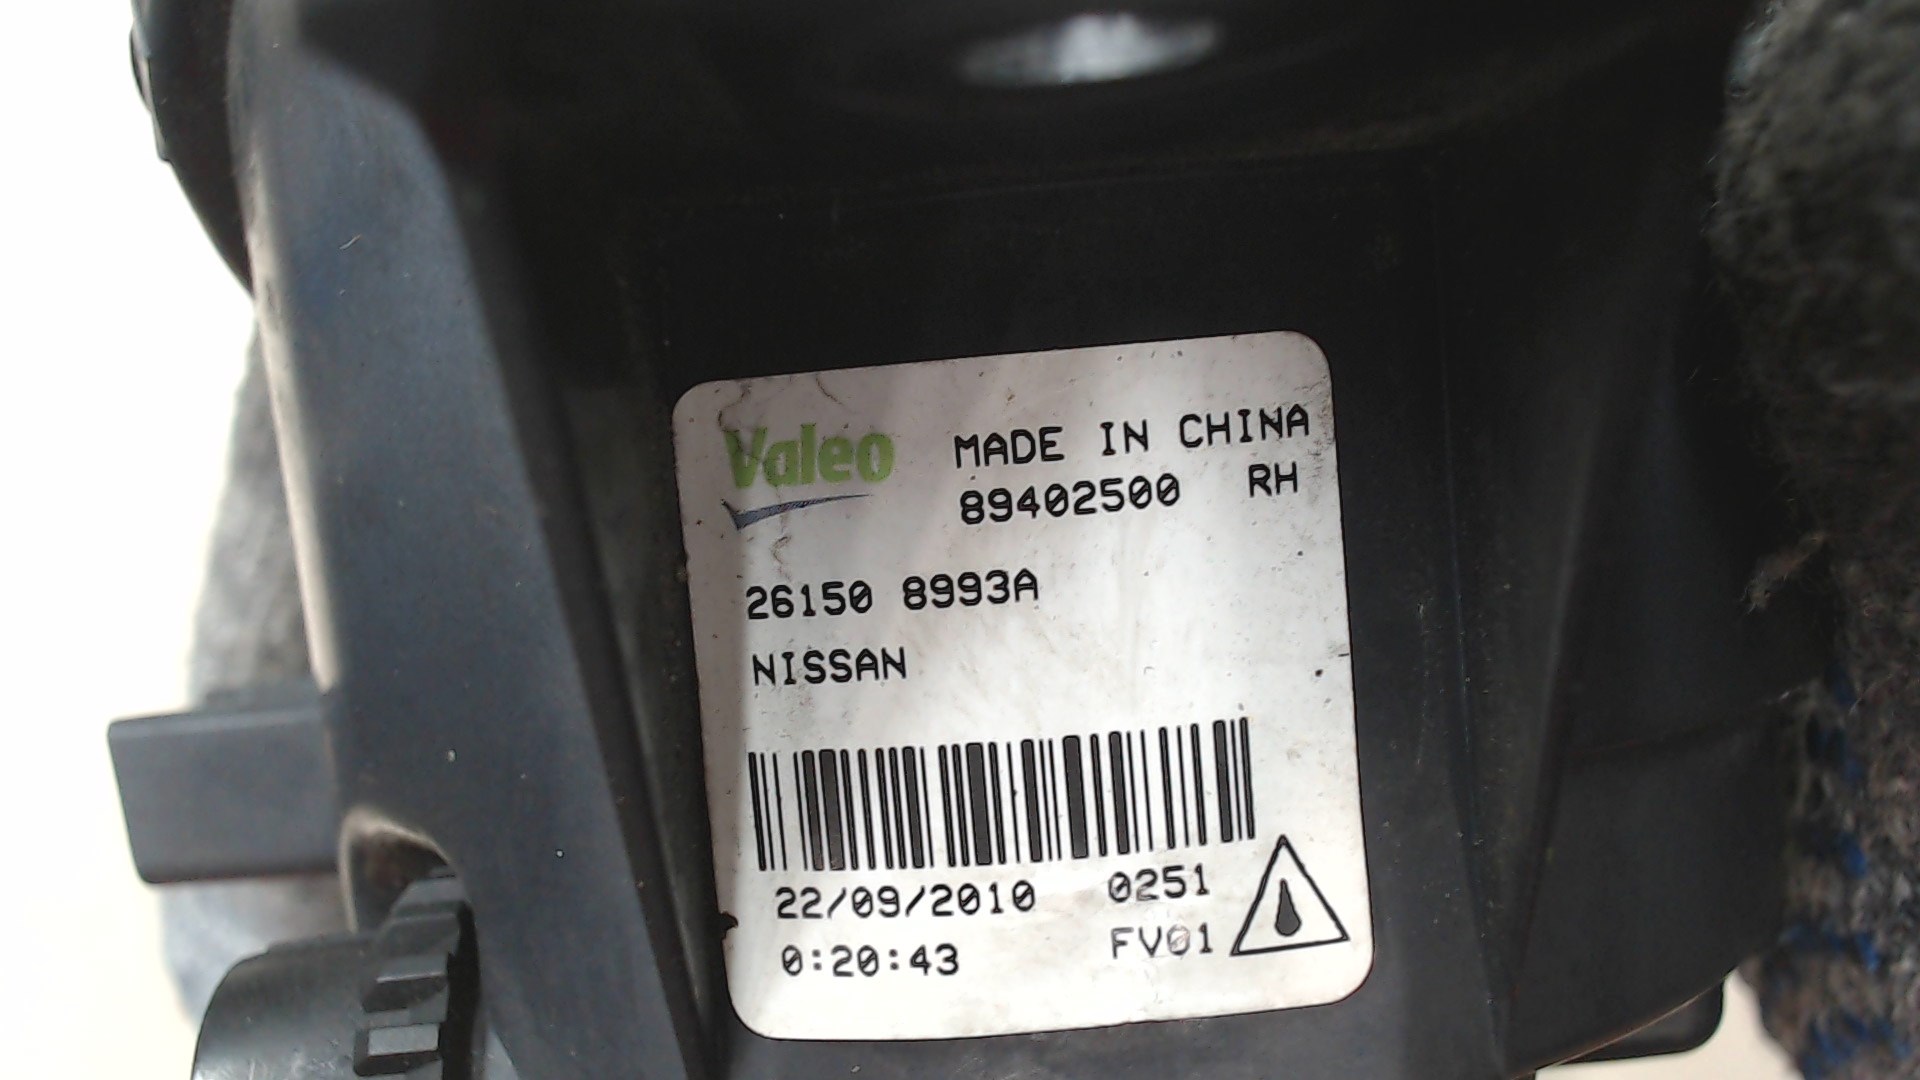 Valeo MADE IN CHINA
89402500 RH
26150 8993A
NISSAN
22/09/2010 0251
0:20:43 FV01